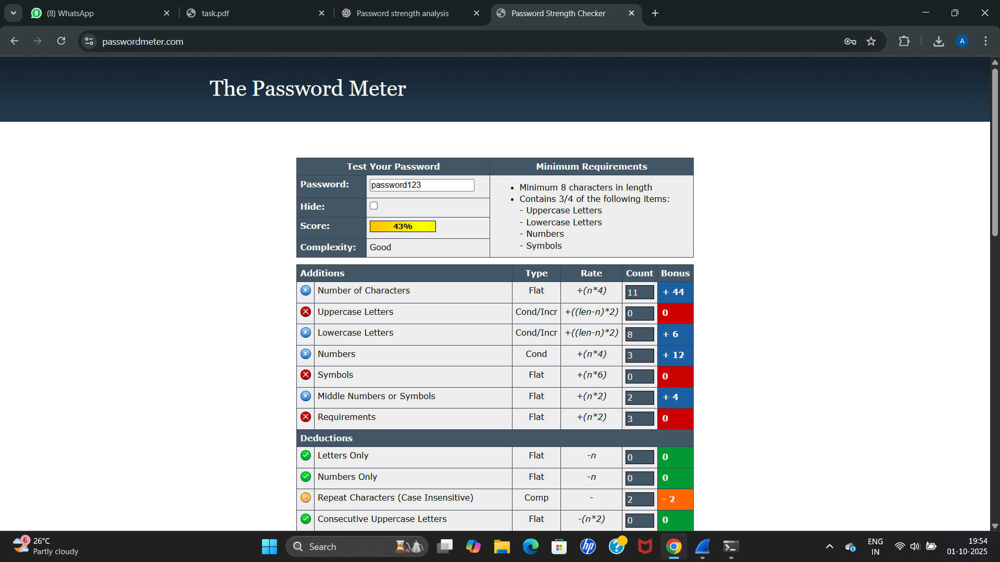 (8) WhatsApp
task.pdf
Password strength analysis
Password Strength Checker
passwordmeter.com
A
The Password Meter
Test Your Password
Minimum Requirements
Password:
password123
Hide:
Score:
43%
Complexity:
Good
• Minimum 8 characters in length
• Contains 3/4 of the following items:
- Uppercase Letters
- Lowercase Letters
- Numbers
- Symbols
Additions Type Rate Count Bonus
Number of Characters Flat +(n*4) 11 + 44
Uppercase Letters Cond/Incr +((len-n)*2) 0 0
Lowercase Letters Cond/Incr +((len-n)*2) 8 + 6
Numbers Cond +(n*4) 3 + 12
Symbols Flat +(n*6) 0 0
Middle Numbers or Symbols Flat +(n*2) 2 + 4
Requirements Flat +(n*2) 3 0
Deductions
Letters Only Flat -n 0 0
Numbers Only Flat -n 0 0
Repeat Characters (Case Insensitive) Comp - 2 - 2
Consecutive Uppercase Letters Flat -(n*2) 0 0
6
26°C
Partly cloudy
Search
hp
ENG
IN
19:54
01-10-2025